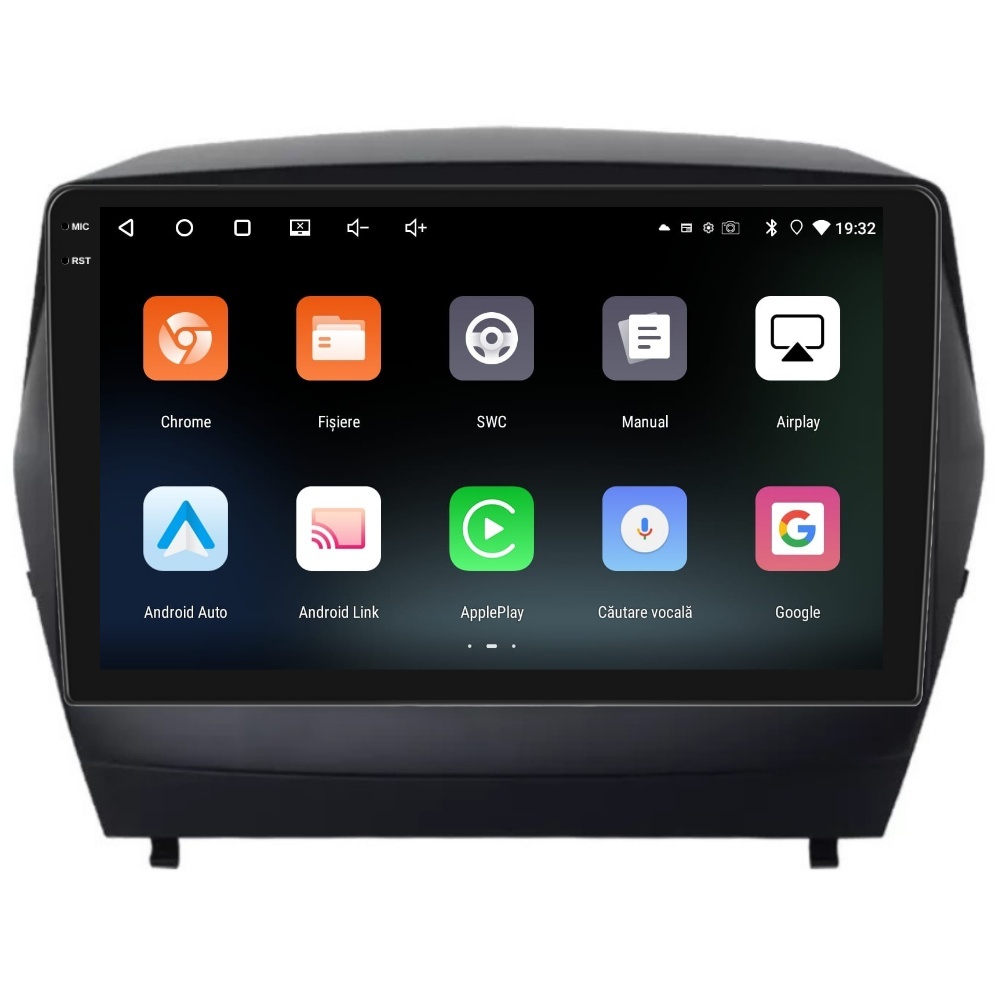 MIC
19:32
RST
Chrome
Fișiere
SWC
Manual
Airplay
Android Auto
Android Link
ApplePlay
Căutare vocală
Google